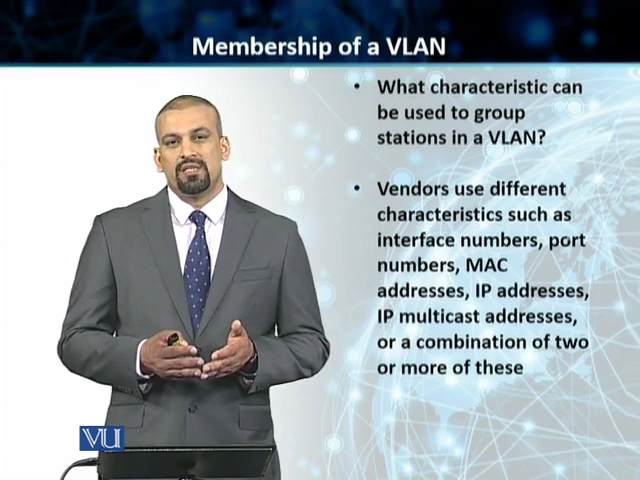 Membership of a VLAN
• What characteristic can
be used to group
stations in a VLAN?
• Vendors use different
characteristics such as
interface numbers, port
numbers, MAC
addresses, IP addresses,
IP multicast addresses,
or a combination of two
or more of these
VU